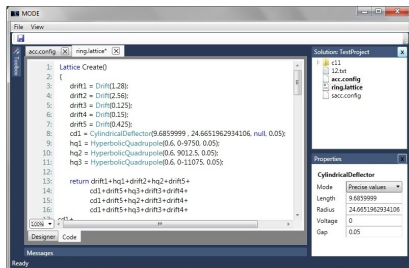 MODE
File View
acc.config x ring.lattice* x
Toolbox
1: Lattice Create()
2: {
3: drift1 = Drift(1.28);
4: drift2 = Drift(2.56);
5: drift3 = Drift(0.125);
6: drift4 = Drift(0.15);
7: drift5 = Drift(0.425);
8: cd1 = CylindricalDeflector(9.6859999 , 24.6651962934106, null, 0.05);
9: hq1 = HyperbolicQuadrupole(0.6, 0-9750, 0.05);
10: hq2 = HyperbolicQuadrupole(0.6, 9012.5, 0.05);
11: hq3 = HyperbolicQuadrupole(0.6, 0-11075, 0.05);
12:
13: return drift1+hq1+drift2+hq2+drift5+
14: cd1+drift5+hq3+drift3+drift4+
15: cd1+drift5+hq3+drift3+drift4+
16: cd1+drift5+hq3+drift3+drift4+
100%
Designer Code
Messages
Ready
Solution: TestProject x
c11
12.txt
acc.config
ring.lattice
sacc.config
Properties
CylindricalDeflector
Mode Precise values
Length 9.6859999
Radius 24.6651962934106
Voltage 0
Gap 0.05